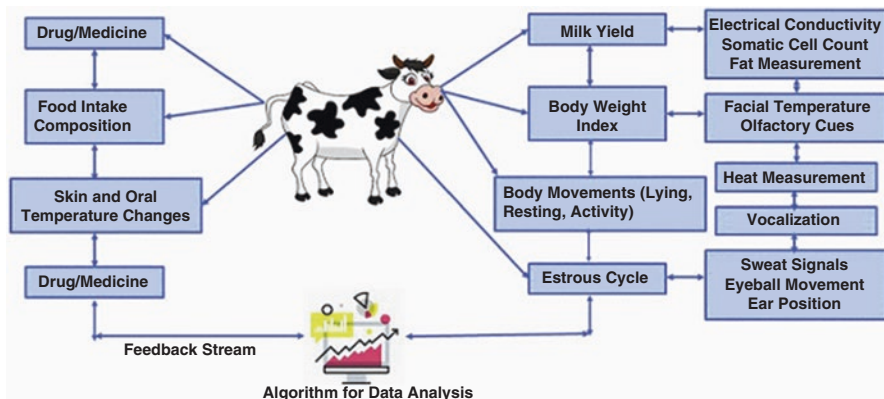 Drug/Medicine
Food Intake
Composition
Skin and Oral
Temperature Changes
Drug/Medicine
Feedback Stream
Algorithm for Data Analysis
Milk Yield
Body Weight
Index
Body Movements (Lying,
Resting, Activity)
Estrous Cycle
Electrical Conductivity
Somatic Cell Count
Fat Measurement
Facial Temperature
Olfactory Cues
Heat Measurement
Vocalization
Sweat Signals
Eyeball Movement
Ear Position